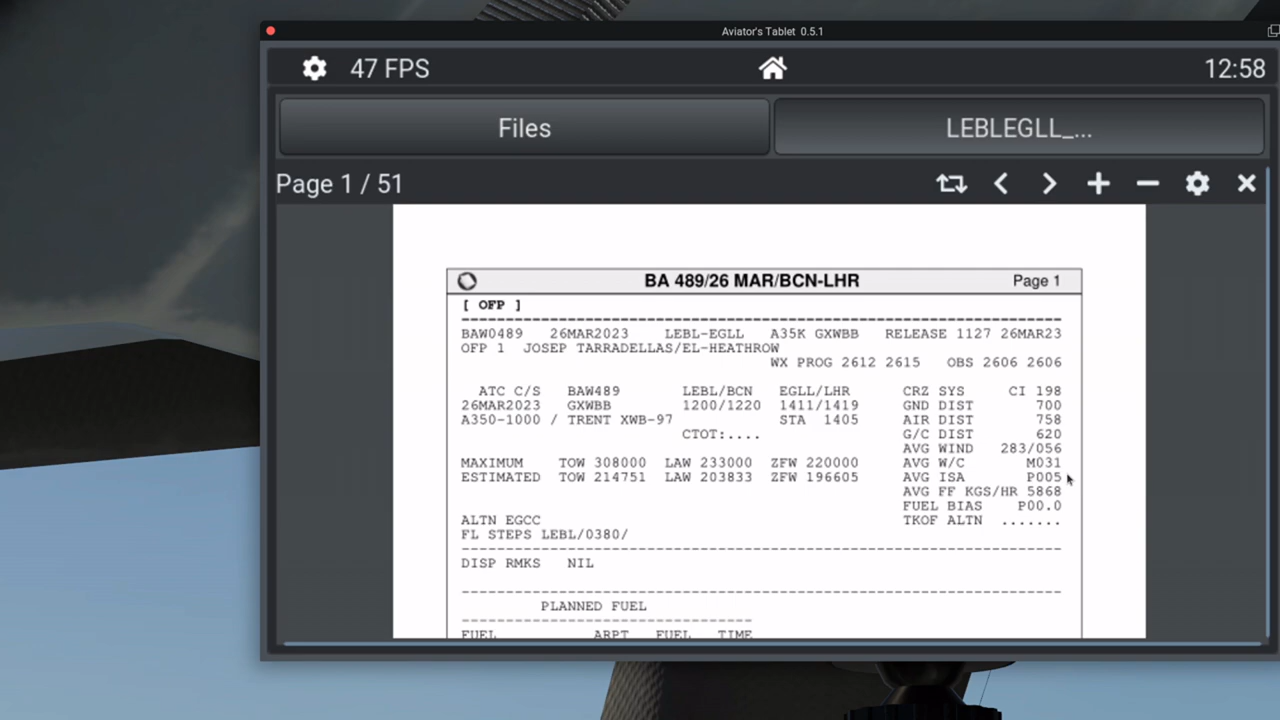 Aviator's Tablet 0.5.1
47 FPS 12:58
Files LEBLEGLL_...
Page 1 / 51
BA 489/26 MAR/BCN-LHR Page 1
[ OFP ]
--------------------------------------------------------------------
BAW0489 26MAR2023 LEBL-EGLL A35K GXWBB RELEASE 1127 26MAR23
OFP 1 JOSEP TARRADELLAS/EL-HEATHROW
WX PROG 2612 2615 OBS 2606 2606
ATC C/S BAW489 LEBL/BCN EGLL/LHR CRZ SYS CI 198
26MAR2023 GXWBB 1200/1220 1411/1419 GND DIST 700
A350-1000 / TRENT XWB-97 STA 1405 AIR DIST 758
CTOT:.... G/C DIST 620
AVG WIND 283/056
MAXIMUM TOW 308000 LAW 233000 ZFW 220000 AVG W/C M031
ESTIMATED TOW 214751 LAW 203833 ZFW 196605 AVG ISA P005
AVG FF KGS/HR 5868
FUEL BIAS P00.0
ALTN EGCC TKOF ALTN .......
FL STEPS LEBL/0380/
--------------------------------------------------------------------
DISP RMKS NIL
--------------------------------------------------------------------
PLANNED FUEL
---------------------------------
FUEL ARPT FUEL TIME